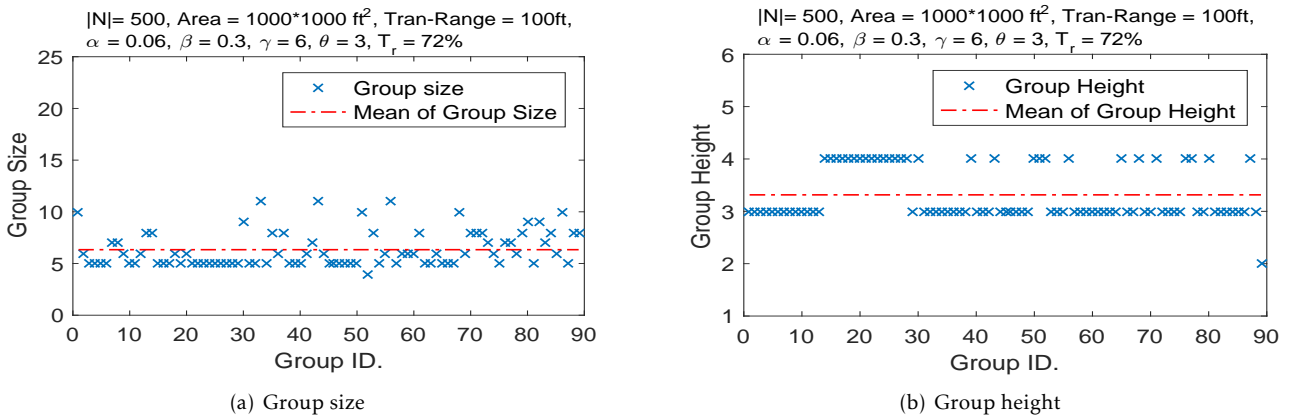 |N|= 500, Area = 1000*1000 ft², Tran-Range = 100ft,
α = 0.06, β = 0.3, γ = 6, θ = 3, T_r = 72%
25
20
15
10
5
0
Group Size
Group size
Mean of Group Size
0 10 20 30 40 50 60 70 80 90
Group ID.
(a) Group size
|N|= 500, Area = 1000*1000 ft², Tran-Range = 100ft,
α = 0.06, β = 0.3, γ = 6, θ = 3, T_r = 72%
6
5
4
3
2
1
Group Height
Group Height
Mean of Group Height
0 10 20 30 40 50 60 70 80 90
Group ID.
(b) Group height